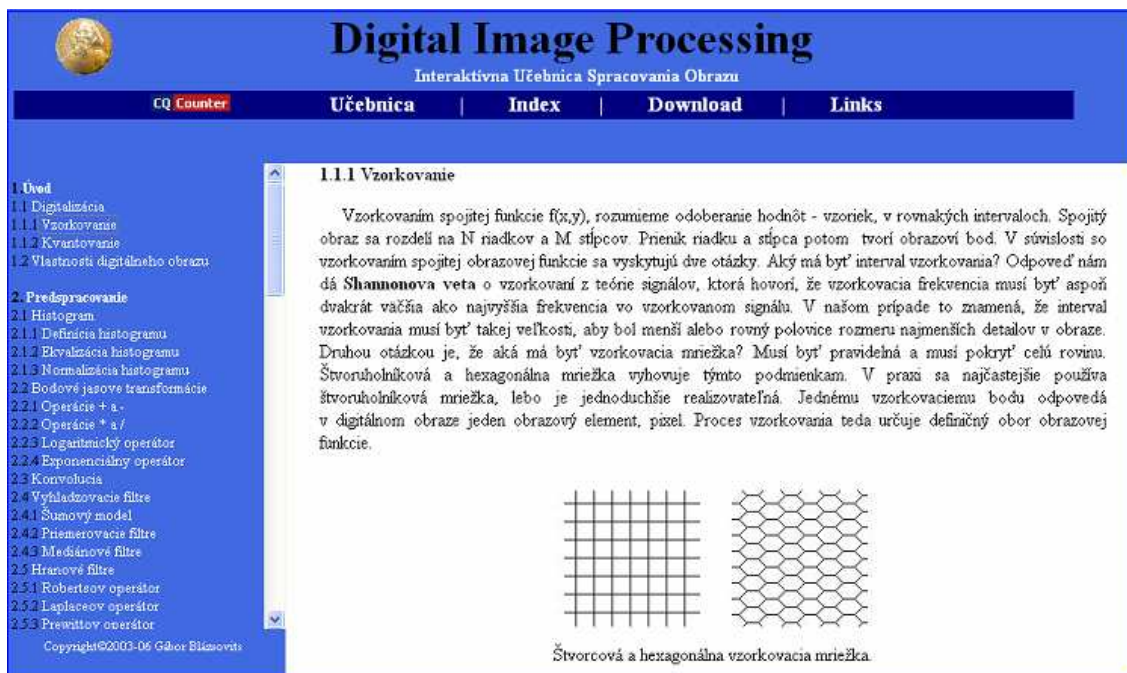 Digital Image Processing
Interaktívna Učebnica Spracovania Obrazu
CQ Counter
Učebnica | Index | Download | Links
1 Úvod
1.1 Digitalizácia
1.1.1 Vzorkovanie
1.1.2 Kvantovanie
1.2 Vlastnosti digitálneho obrazu
2. Predspracovanie
2.1 Histogram
2.1.1 Definícia histogramu
2.1.2 Ekvalizácia histogramu
2.1.3 Normalizácia histogramu
2.2 Bodové jasove transformácie
2.2.1 Operácie + a -
2.2.2 Operácie * a /
2.2.3 Logaritmický operátor
2.2.4 Exponenciálny operátor
2.3 Konvolucia
2.4 Vyhladzovacie filtre
2.4.1 Šumový model
2.4.2 Priemerovacie filtre
2.4.3 Mediánové filtre
2.5 Hranové filtre
2.5.1 Robertsov operátor
2.5.2 Laplaceov operátor
2.5.3 Prewittov operátor
Copyright©2003-06 Gábor Blázsovits
1.1.1 Vzorkovanie
Vzorkovaním spojitej funkcie f(x,y), rozumieme odoberanie hodnôt - vzoriek, v rovnakých intervaloch. Spojitý
obraz sa rozdelí na N riadkov a M stĺpcov. Prienik riadku a stĺpca potom tvorí obrazoví bod. V súvislosti so
vzorkovaním spojitej obrazovej funkcie sa vyskytujú dve otázky. Aký má byť interval vzorkovania? Odpoveď nám
dá Shannonova veta o vzorkovaní z teórie signálov, ktorá hovorí, že vzorkovacia frekvencia musí byť aspoň
dvakrát väčšia ako najvyššia frekvencia vo vzorkovanom signálu. V našom prípade to znamená, že interval
vzorkovania musí byť takej veľkosti, aby bol menší alebo rovný polovice rozmeru najmenších detailov v obraze.
Druhou otázkou je, že aká má byť vzorkovacia mriežka? Musí byť pravidelná a musí pokryť celú rovinu.
Štvoruholníková a hexagonálna mriežka vyhovuje týmto podmienkam. V praxi sa najčastejšie používa
štvoruholníková mriežka, lebo je jednoduchšie realizovateľná. Jednému vzorkovaciemu bodu odpovedá
v digitálnom obraze jeden obrazový element, pixel. Proces vzorkovania teda určuje definičný obor obrazovej
funkcie.
Štvorcová a hexagonálna vzorkovacia mriežka.